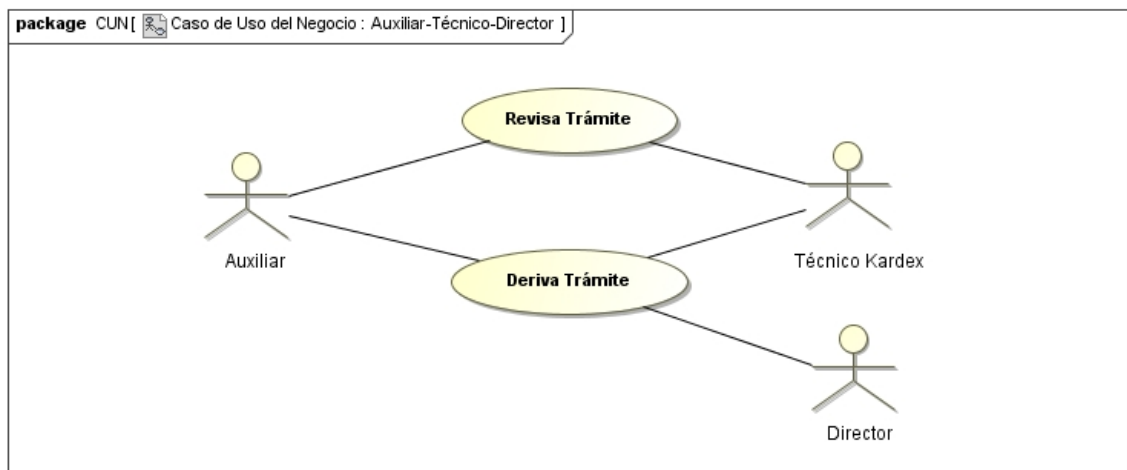 package CUN[ Caso de Uso del Negocio : Auxiliar-Técnico-Director ]
Revisa Trámite
Auxiliar
Técnico Kardex
Deriva Trámite
Director